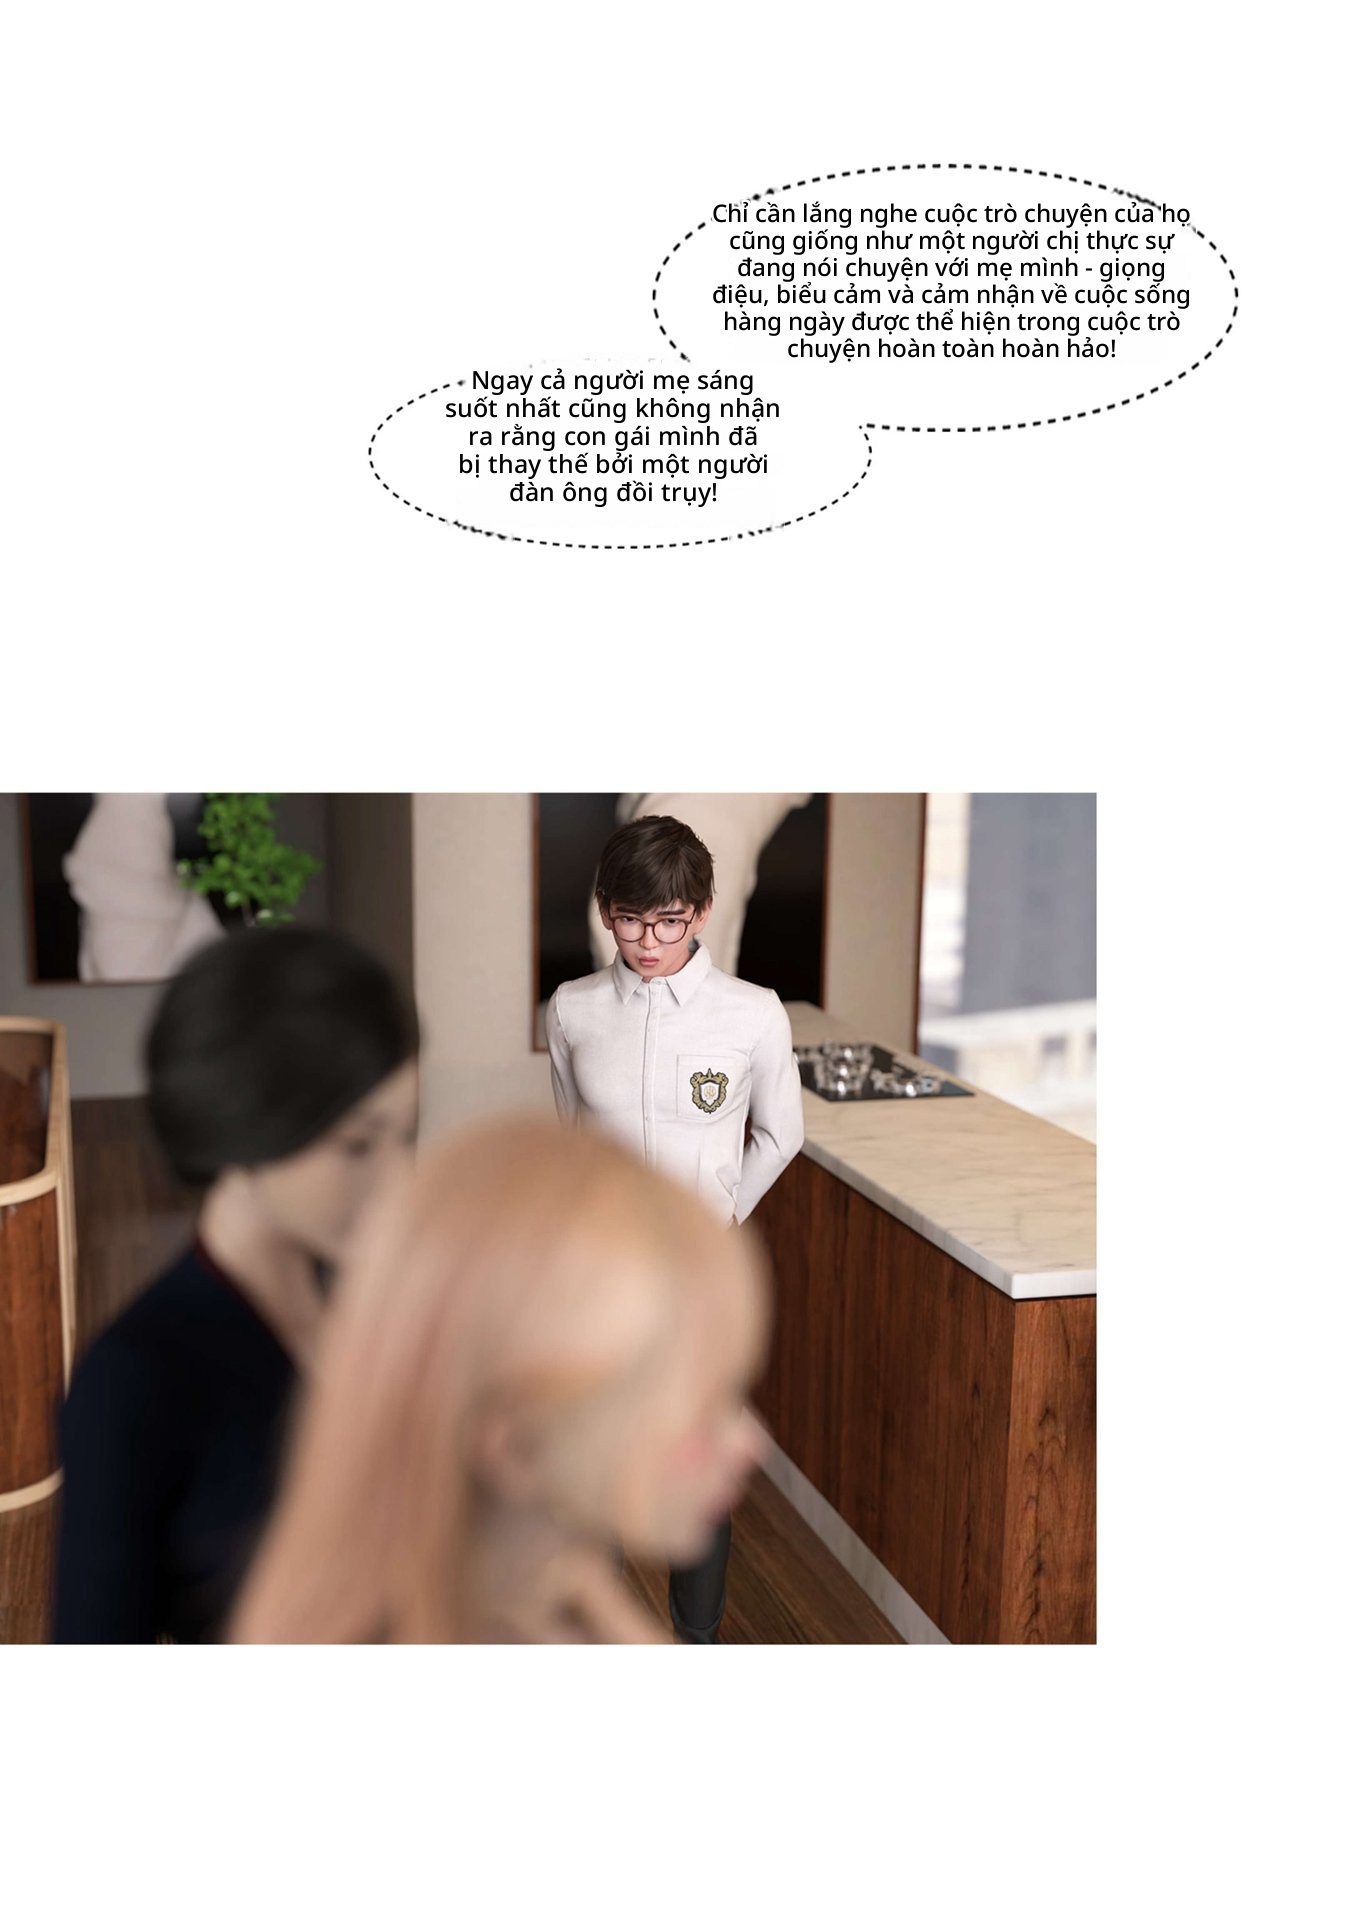 Chỉ cần lắng nghe cuộc trò chuyện của họ
cũng giống như một người chị thực sự
đang nói chuyện với mẹ mình - giọng
điệu, biểu cảm và cảm nhận về cuộc sống
hàng ngày được thể hiện trong cuộc trò
chuyện hoàn toàn hoàn hảo!
Ngay cả người mẹ sáng
suốt nhất cũng không nhận
ra rằng con gái mình đã
bị thay thế bởi một người
đàn ông đồi trụy!